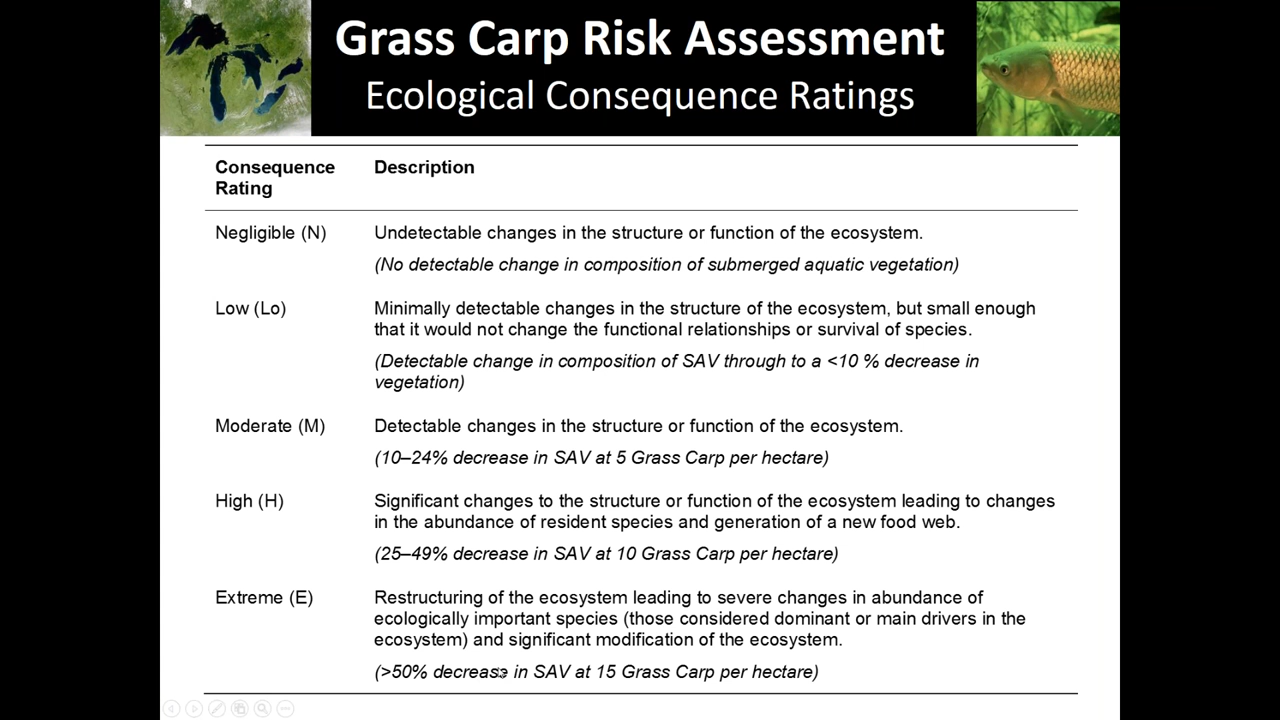 Grass Carp Risk Assessment
Ecological Consequence Ratings
Consequence Rating
Description
Negligible (N)
Undetectable changes in the structure or function of the ecosystem.
(No detectable change in composition of submerged aquatic vegetation)
Low (Lo)
Minimally detectable changes in the structure of the ecosystem, but small enough
that it would not change the functional relationships or survival of species.
(Detectable change in composition of SAV through to a <10 % decrease in
vegetation)
Moderate (M)
Detectable changes in the structure or function of the ecosystem.
(10–24% decrease in SAV at 5 Grass Carp per hectare)
High (H)
Significant changes to the structure or function of the ecosystem leading to changes
in the abundance of resident species and generation of a new food web.
(25–49% decrease in SAV at 10 Grass Carp per hectare)
Extreme (E)
Restructuring of the ecosystem leading to severe changes in abundance of
ecologically important species (those considered dominant or main drivers in the
ecosystem) and significant modification of the ecosystem.
(>50% decrease in SAV at 15 Grass Carp per hectare)